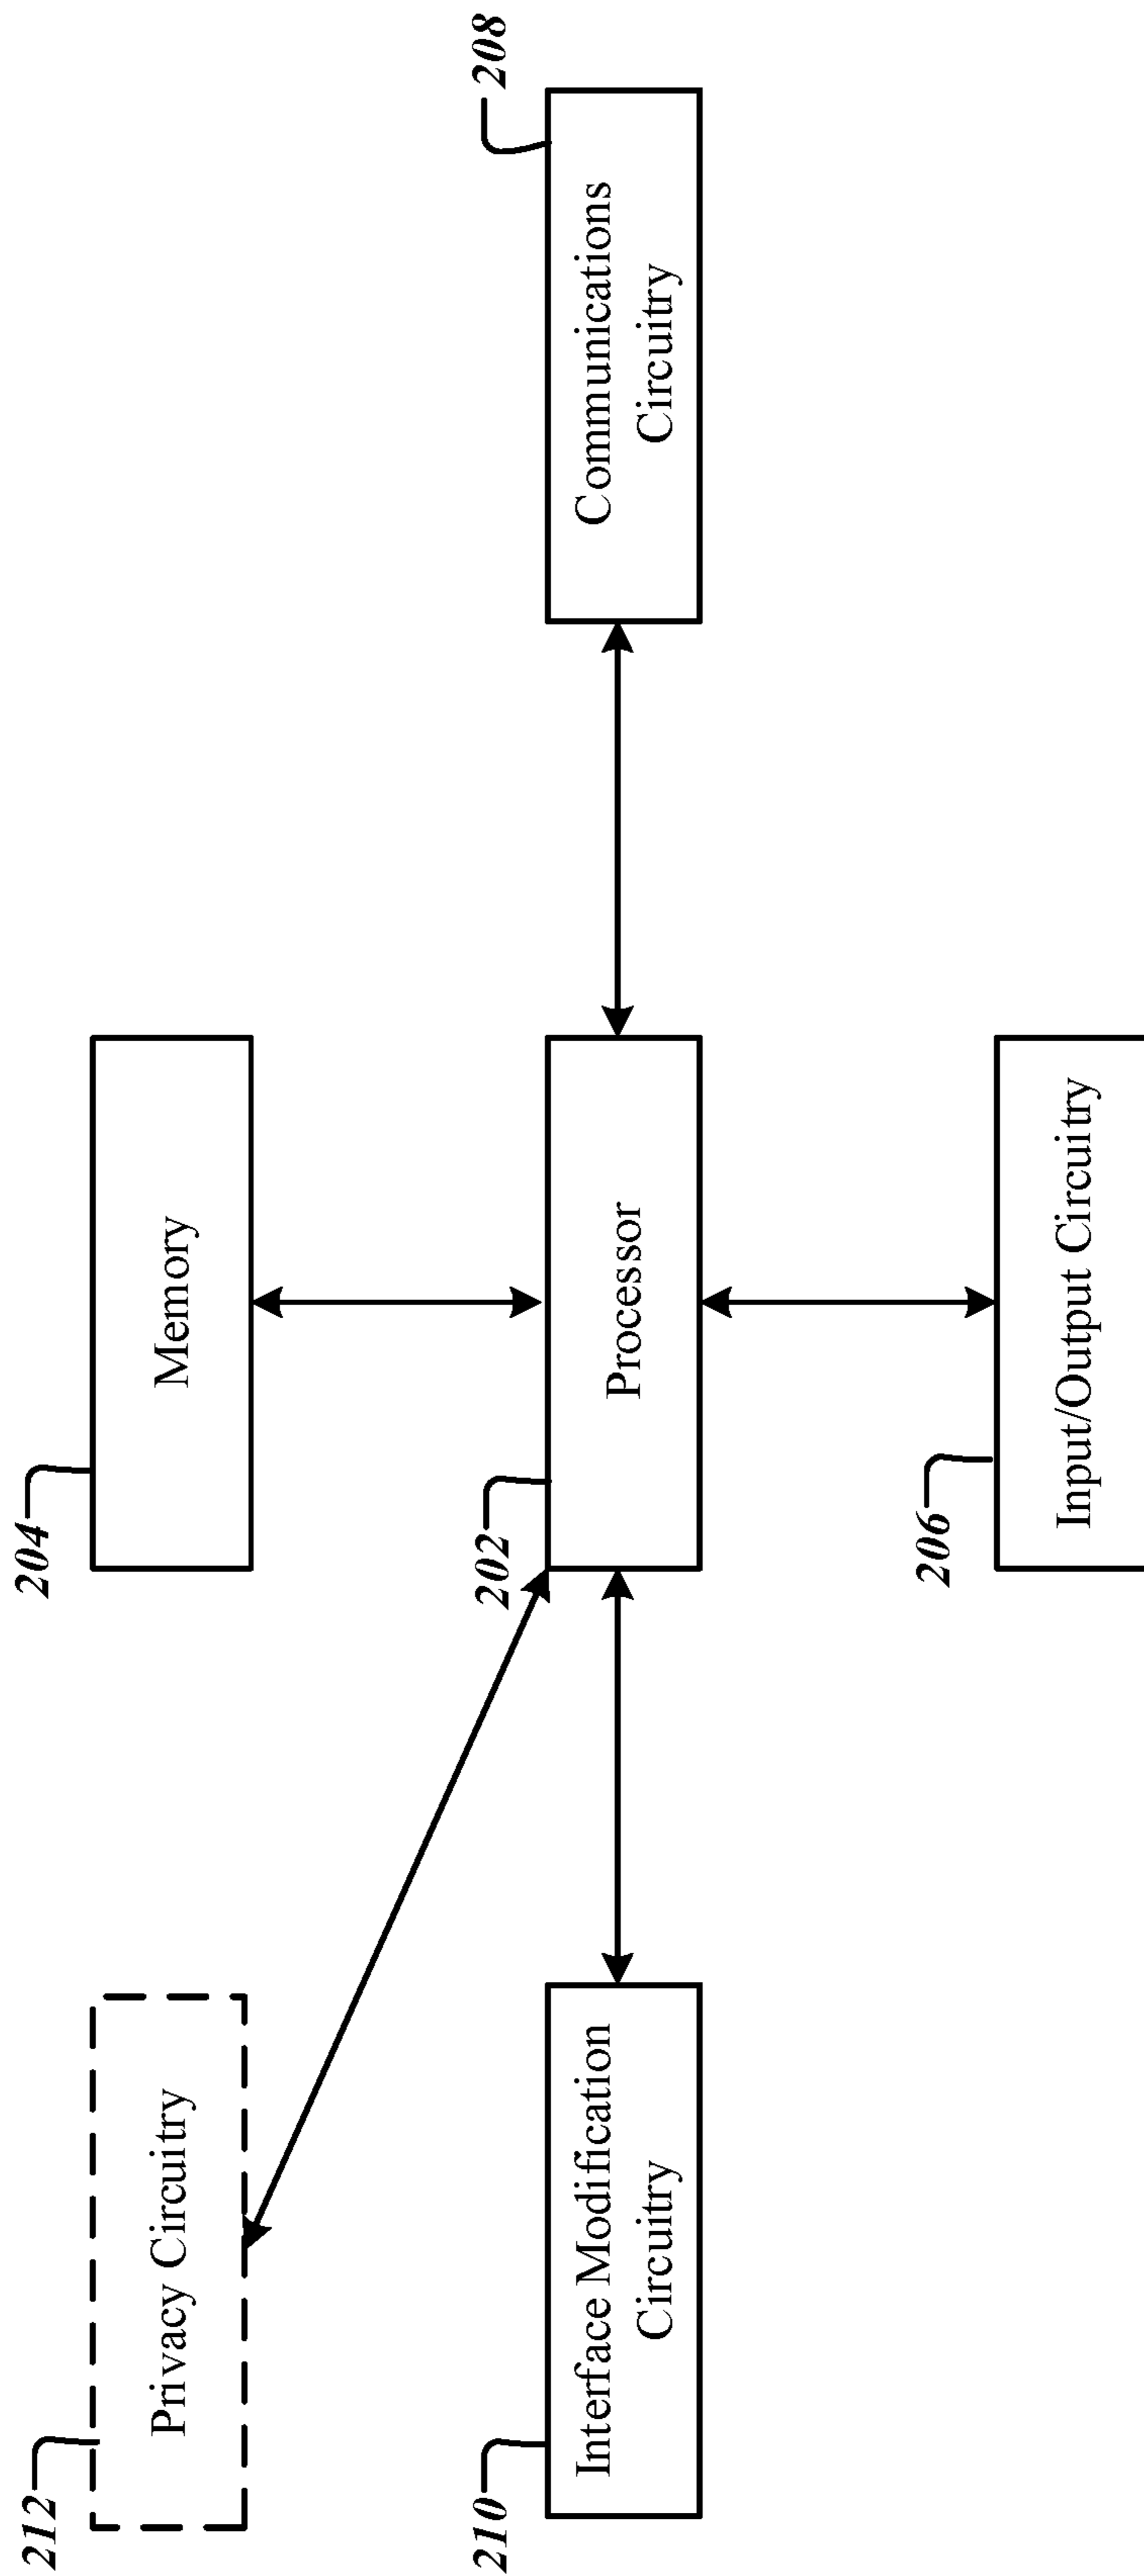 212
Privacy Circuitry
204
Memory
210
Interface Modification
Circuitry
202
Processor
208
Communications
Circuitry
206
Input/Output Circuitry